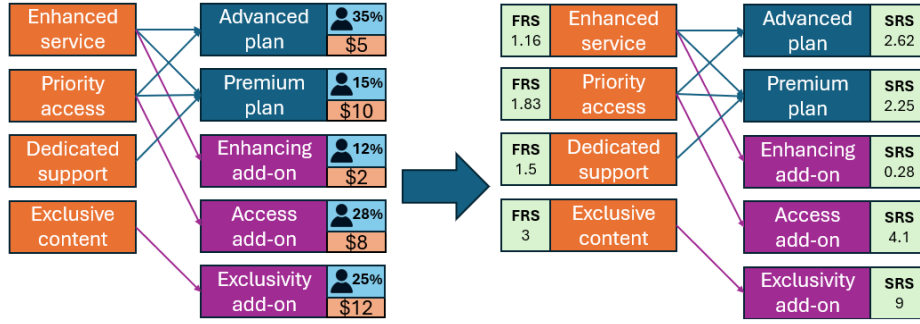 Enhanced
service
Advanced
plan
35%
$5
Priority
access
Premium
plan
15%
$10
Dedicated
support
Enhancing
add-on
12%
$2
Exclusive
content
Access
add-on
28%
$8
Exclusivity
add-on
25%
$12
FRS
1.16
Enhanced
service
Advanced
plan
SRS
2.62
FRS
1.83
Priority
access
Premium
plan
SRS
2.25
FRS
1.5
Dedicated
support
Enhancing
add-on
SRS
0.28
FRS
3
Exclusive
content
Access
add-on
SRS
4.1
Exclusivity
add-on
SRS
9